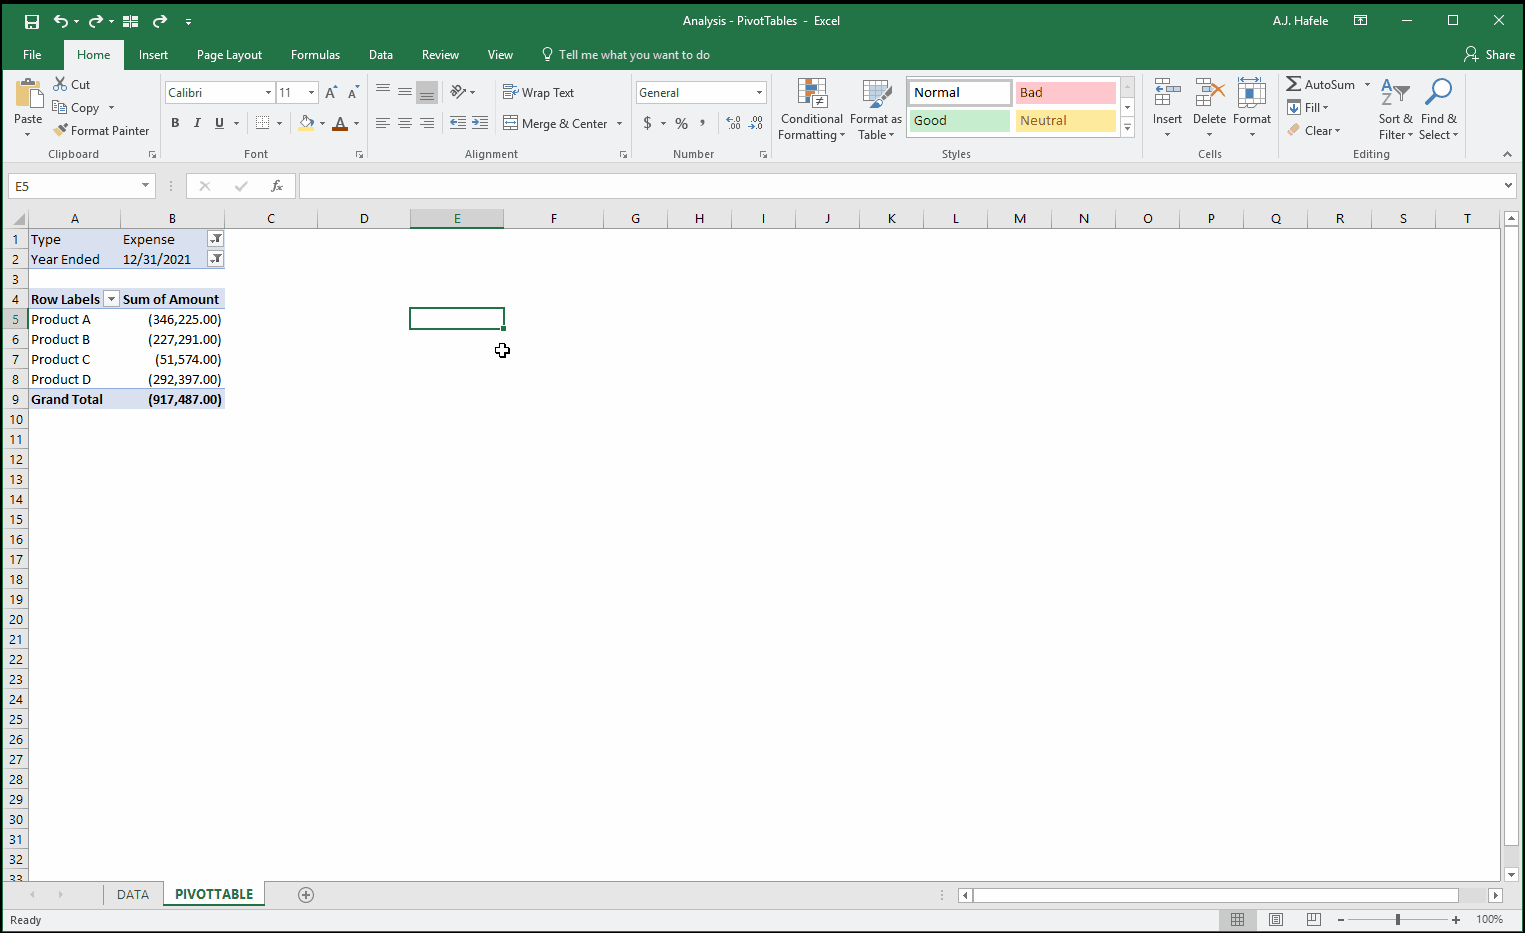 Analysis - PivotTables - Excel
A.J. Hafele
File Home Insert Page Layout Formulas Data Review View Tell me what you want to do Share
Paste
Cut
Copy
Format Painter
Clipboard
Calibri 11 A A
B I U A
Font
Wrap Text
Merge & Center
Alignment
General
$ % , .00 .00
Number
Conditional Formatting
Format as Table
Normal Bad
Good Neutral
Styles
Insert Delete Format
Cells
AutoSum
Fill
Clear
Sort & Filter
Find & Select
Editing
E5 fx
A B C D E F G H I J K L M N O P Q R S T
1 Type Expense
2 Year Ended 12/31/2021
3
4 Row Labels Sum of Amount
5 Product A (346,225.00)
6 Product B (227,291.00)
7 Product C (51,574.00)
8 Product D (292,397.00)
9 Grand Total (917,487.00)
10
11
12
13
14
15
16
17
18
19
20
21
22
23
24
25
26
27
28
29
30
31
32
33
DATA PIVOTTABLE
Ready 100%